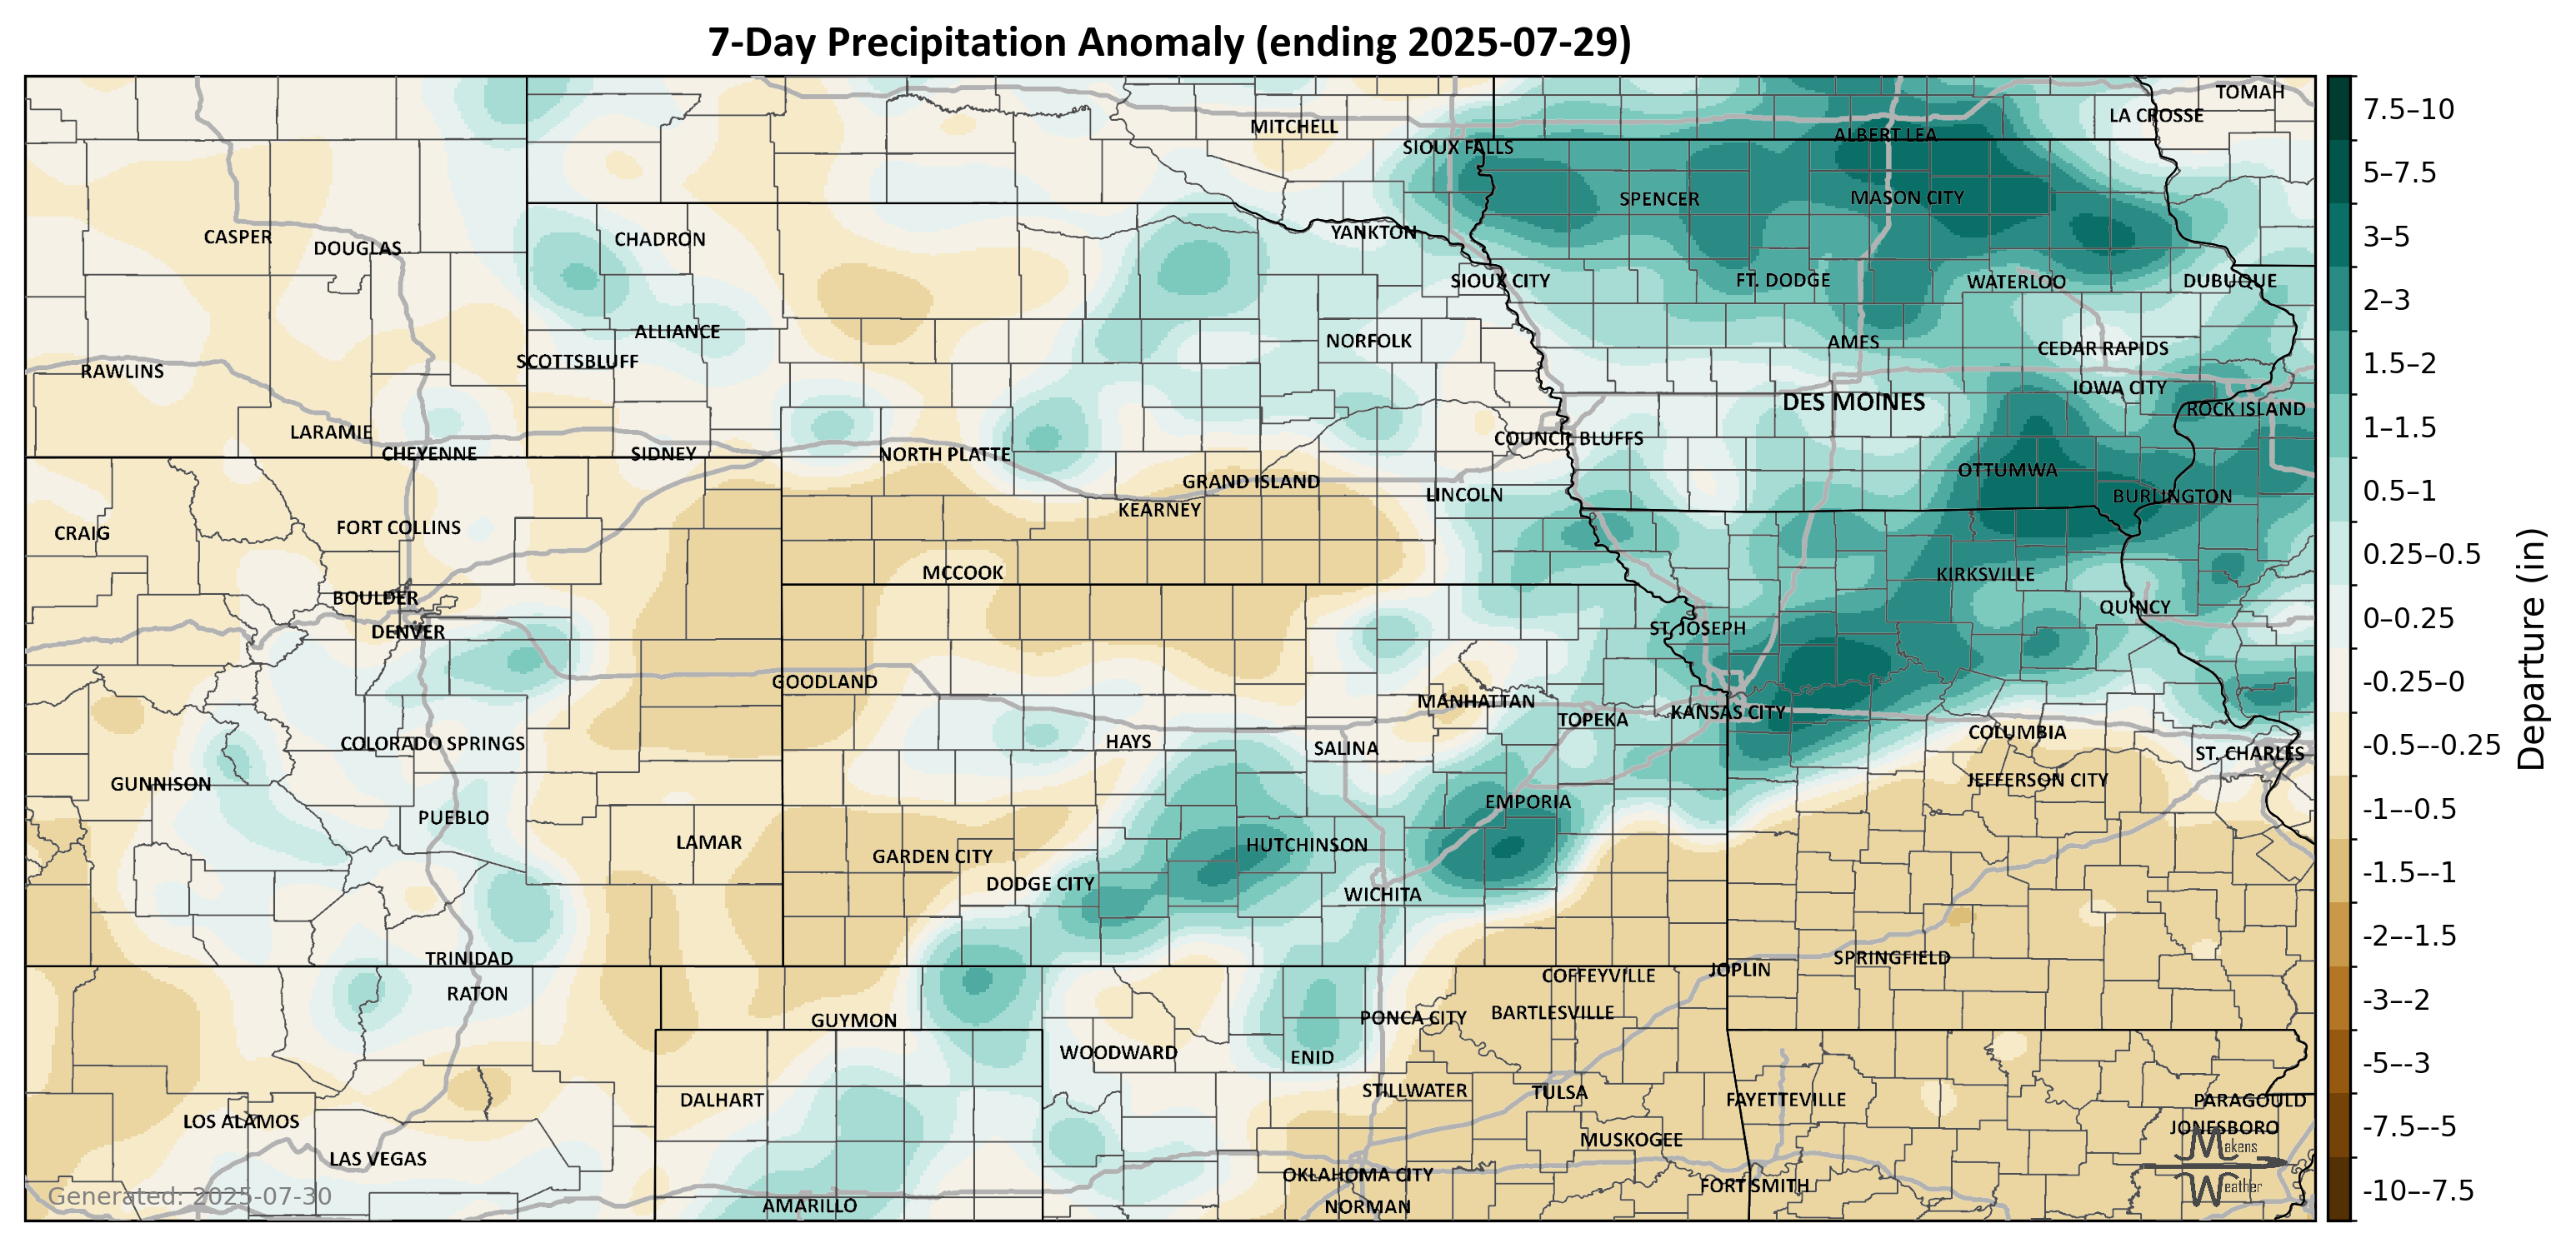 7-Day Precipitation Anomaly (ending 2025-07-29)
TOMAH
LA CROSSE
MITCHELL
ALBERT LEA
SIOUX FALLS
SPENCER
MASON CITY
CASPER
DOUGLAS
CHADRON
YANKTON
SIOUX CITY
FT. DODGE
WATERLOO
DUBUQUE
ALLIANCE
NORFOLK
AMES
CEDAR RAPIDS
SCOTTSBLUFF
RAWLINS
IOWA CITY
DES MOINES
ROCK ISLAND
LARAMIE
COUNCIL BLUFFS
CHEYENNE
SIDNEY
NORTH PLATTE
OTTUMWA
GRAND ISLAND
LINCOLN
BURLINGTON
KEARNEY
CRAIG
FORT COLLINS
MCCOOK
KIRKSVILLE
BOULDER
QUINCY
DENVER
ST. JOSEPH
GOODLAND
MANHATTAN
TOPEKA
KANSAS CITY
COLUMBIA
COLORADO SPRINGS
HAYS
SALINA
ST. CHARLES
GUNNISON
JEFFERSON CITY
EMPORIA
PUEBLO
LAMAR
HUTCHINSON
GARDEN CITY
DODGE CITY
WICHITA
TRINIDAD
SPRINGFIELD
JOPLIN
COFFEYVILLE
RATON
BARTLESVILLE
GUYMON
PONCA CITY
WOODWARD
ENID
STILLWATER
TULSA
DALHART
FAYETTEVILLE
PARAGOULD
LOS ALAMOS
JONESBORO
MUSKOGEE
LAS VEGAS
OKLAHOMA CITY
FORT SMITH
AMARILLO
NORMAN
Generated: 2025-07-30
Makens
Weather
7.5–10
5–7.5
3–5
2–3
1.5–2
1–1.5
0.5–1
0.25–0.5
0–0.25
-0.25–0
-0.5–-0.25
-1–-0.5
-1.5–-1
-2–-1.5
-3–-2
-5–-3
-7.5–-5
-10–-7.5
Departure (in)